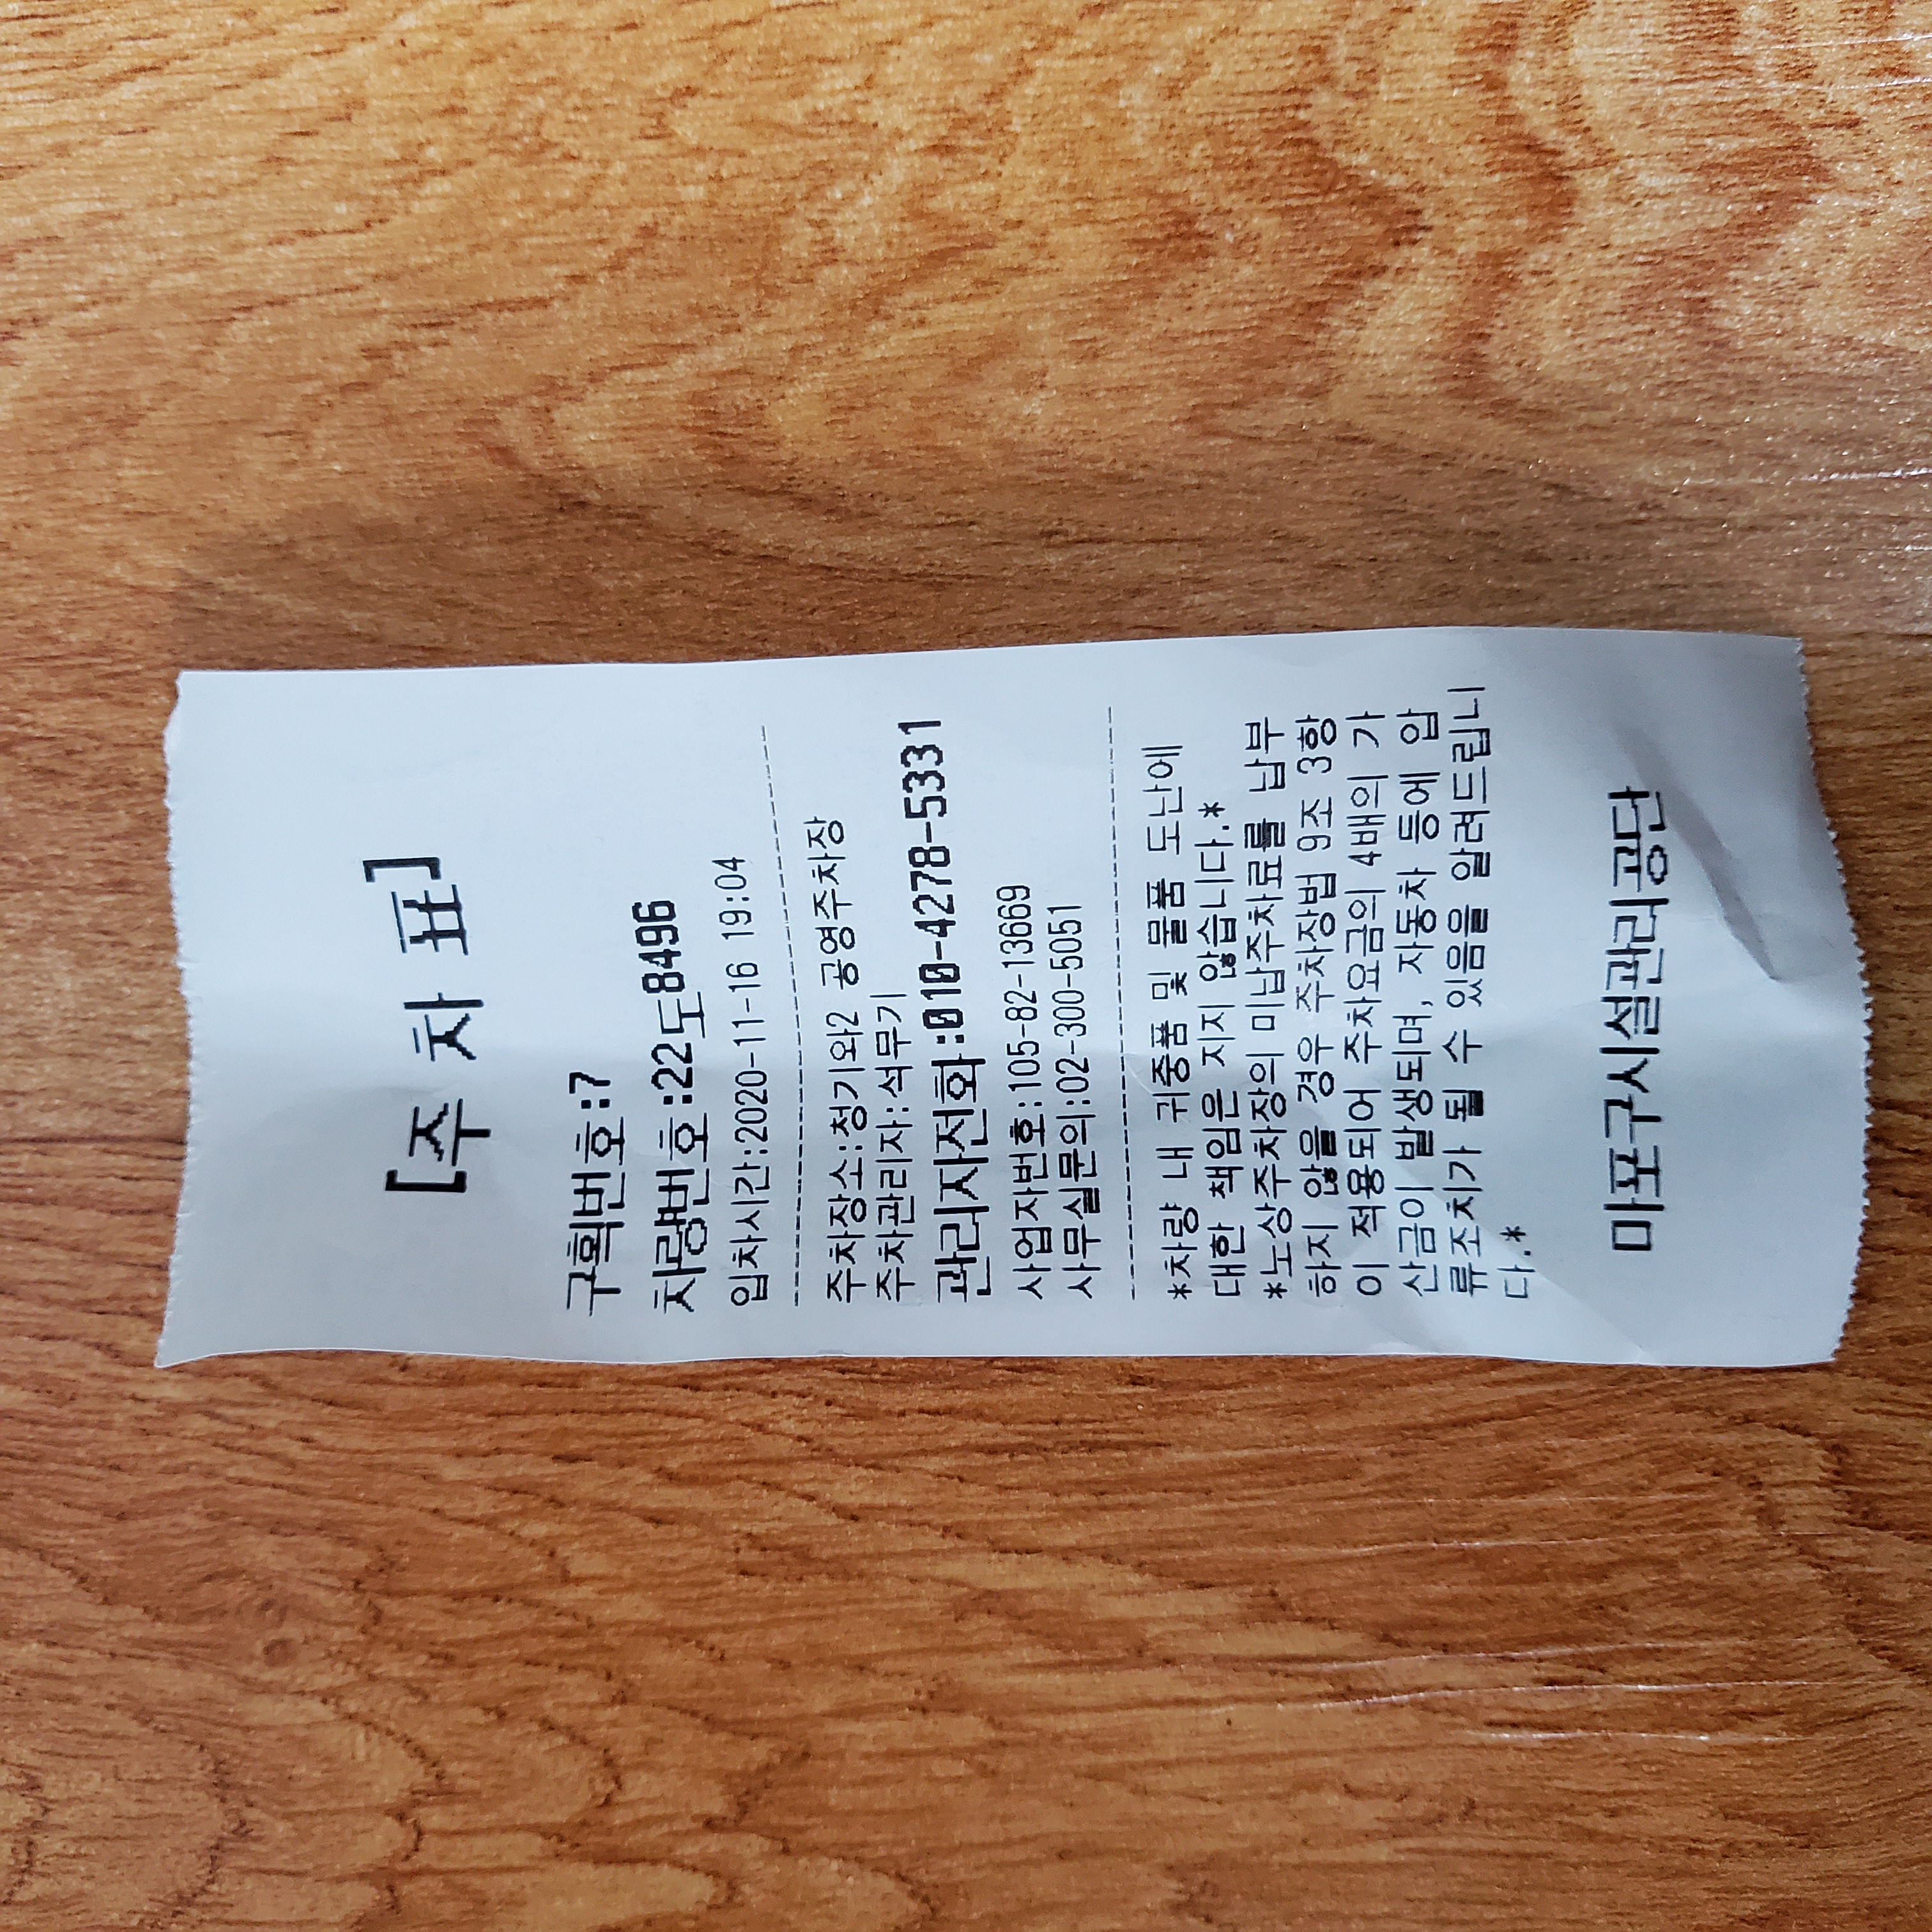 [주 차 표]
구획번호:7
차량번호:22도8496
입차시간:2020-11-16 19:04
주차장소:청기와2 공영주차장
주차관리자:석무기
관리자전화:010-4278-5331
사업자번호:105-82-13669
사무실문의:02-300-5051
*차량 내 귀중품 및 물품 도난에
대한 책임은 지지 않습니다.*
*노상주차장의 미납주차료를 납부
하지 않을 경우 주차장법 9조 3항
이 적용되어 주차요금의 4배의 가
산금이 발생되며, 자동차 등에 압
류조치가 될 수 있음을 알려드립니
다.*
마포구시설관리공단